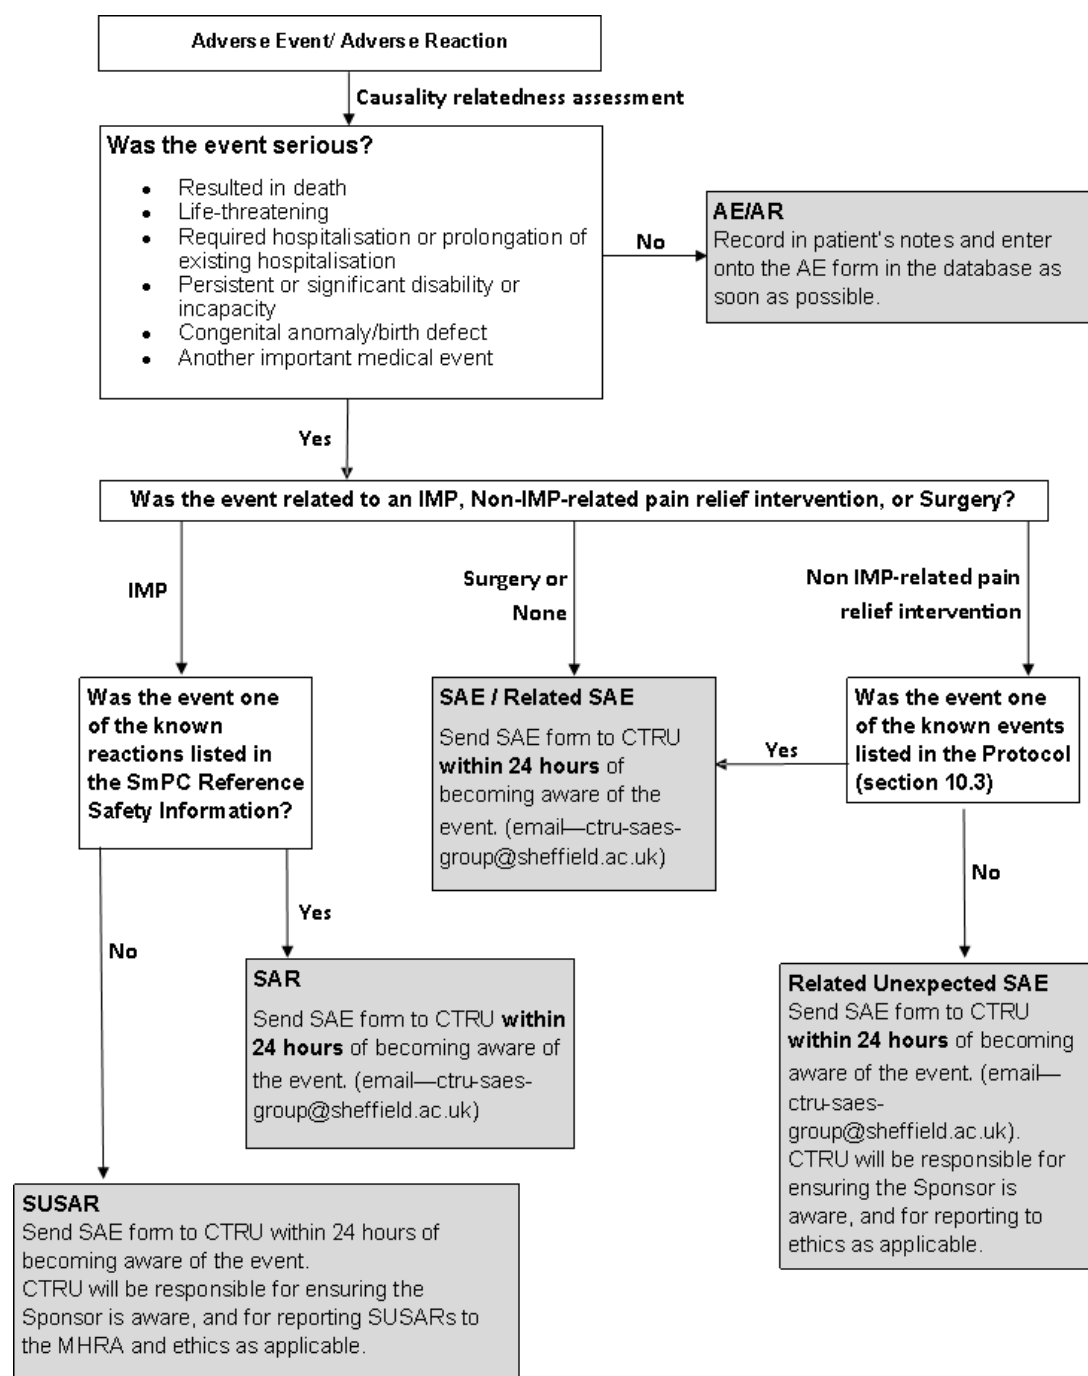 Adverse Event/ Adverse Reaction
Causality relatedness assessment
Was the event serious?
• Resulted in death
• Life-threatening
• Required hospitalisation or prolongation of
existing hospitalisation
• Persistent or significant disability or
incapacity
• Congenital anomaly/birth defect
• Another important medical event
No
AE/AR
Record in patient's notes and enter
onto the AE form in the database as
soon as possible.
Yes
Was the event related to an IMP, Non-IMP-related pain relief intervention, or Surgery?
IMP
Surgery or
None
Non IMP-related pain
relief intervention
Was the event one
of the known
reactions listed in
the SmPC Reference
Safety Information?
SAE / Related SAE
Send SAE form to CTRU
within 24 hours of
becoming aware of the
event. (email—ctru-saes-
group@sheffield.ac.uk)
Yes
Was the event one
of the known events
listed in the Protocol
(section 10.3)
No
Yes
No
SAR
Send SAE form to CTRU within
24 hours of becoming aware of
the event. (email—ctru-saes-
group@sheffield.ac.uk)
Related Unexpected SAE
Send SAE form to CTRU
within 24 hours of becoming
aware of the event. (email—
ctru-saes-
group@sheffield.ac.uk).
CTRU will be responsible for
ensuring the Sponsor is
aware, and for reporting to
ethics as applicable.
SUSAR
Send SAE form to CTRU within 24 hours of
becoming aware of the event.
CTRU will be responsible for ensuring the
Sponsor is aware, and for reporting SUSARs to
the MHRA and ethics as applicable.